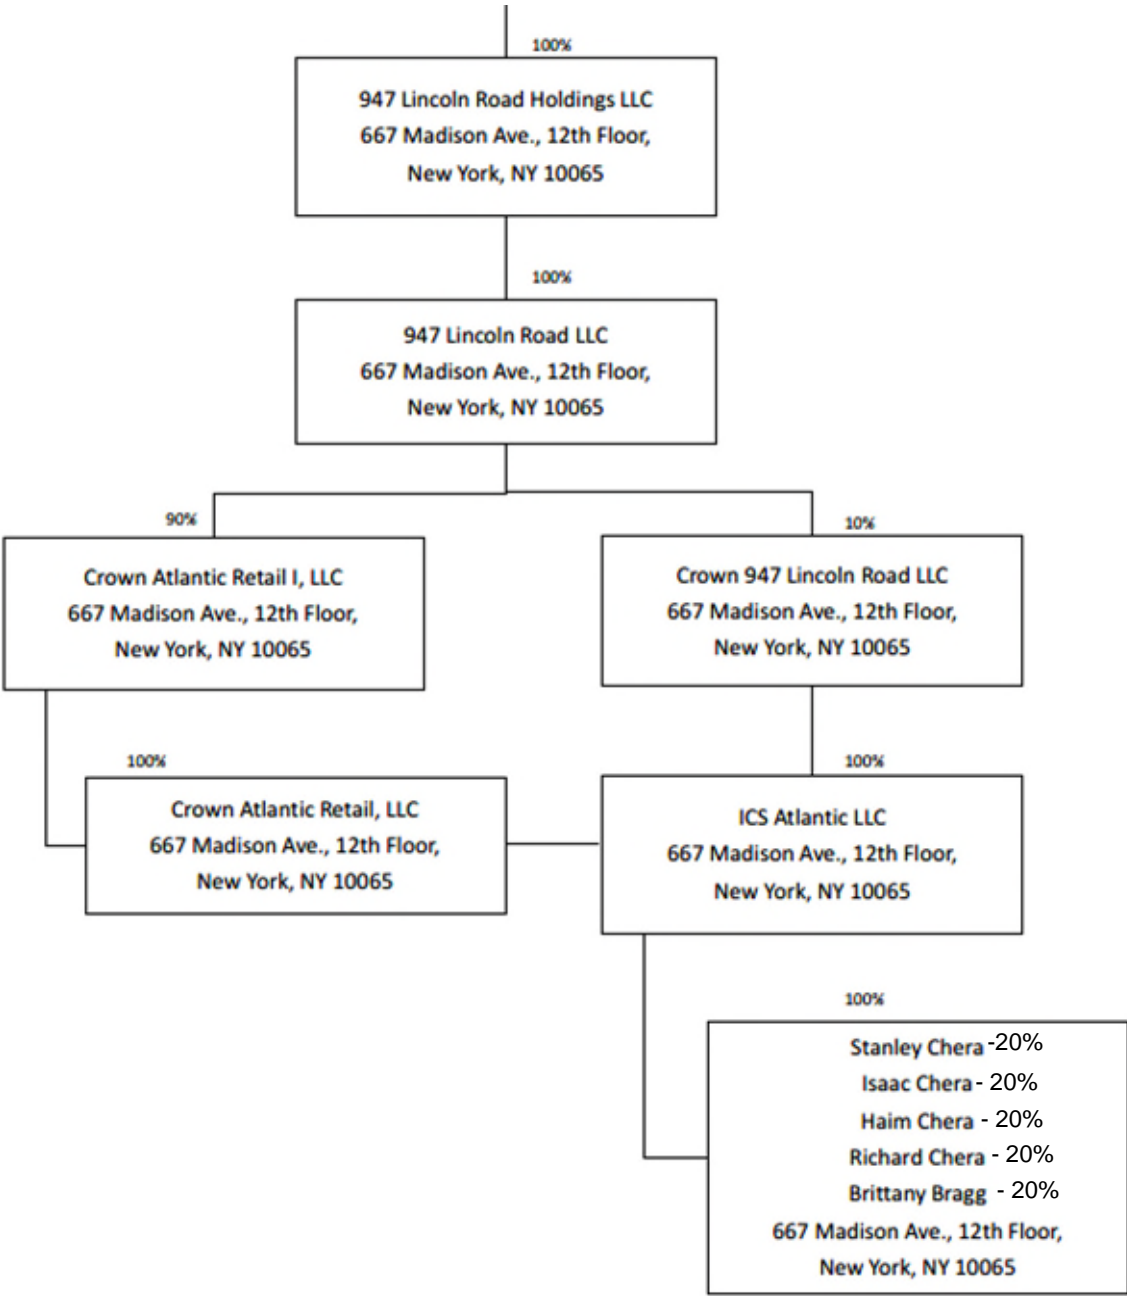 100%
947 Lincoln Road Holdings LLC
667 Madison Ave., 12th Floor,
New York, NY 10065
100%
947 Lincoln Road LLC
667 Madison Ave., 12th Floor,
New York, NY 10065
90%
Crown Atlantic Retail I, LLC
667 Madison Ave., 12th Floor,
New York, NY 10065
10%
Crown 947 Lincoln Road LLC
667 Madison Ave., 12th Floor,
New York, NY 10065
100%
Crown Atlantic Retail, LLC
667 Madison Ave., 12th Floor,
New York, NY 10065
100%
ICS Atlantic LLC
667 Madison Ave., 12th Floor,
New York, NY 10065
100%
Stanley Chera -20%
Isaac Chera - 20%
Haim Chera - 20%
Richard Chera - 20%
Brittany Bragg - 20%
667 Madison Ave., 12th Floor,
New York, NY 10065